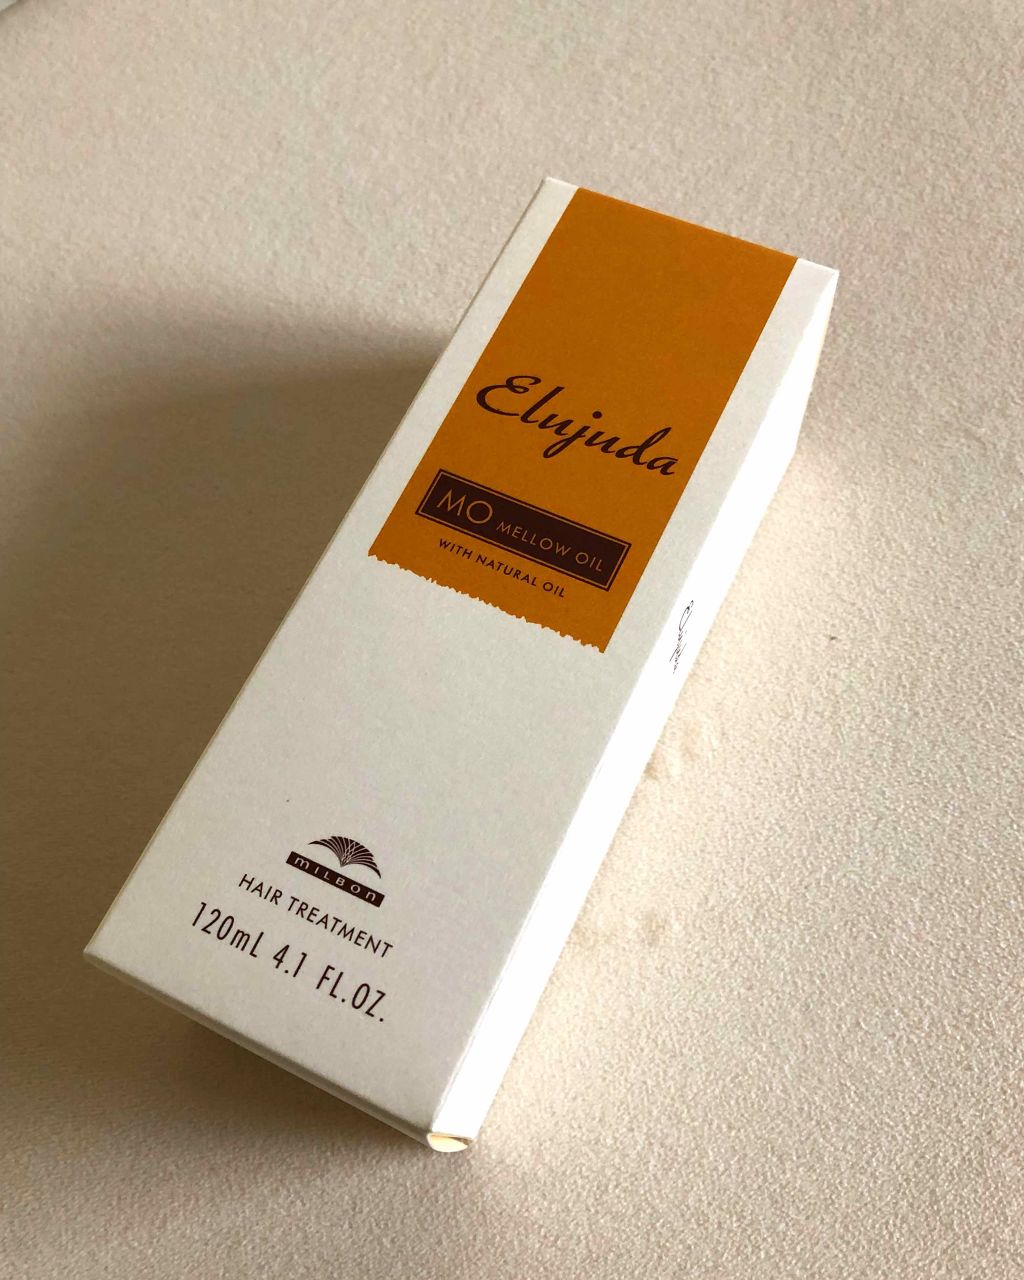 Elujuda
MO MELLOW OIL
WITH NATURAL OIL
MILBON
HAIR TREATMENT
120mL 4.1 FL.OZ.